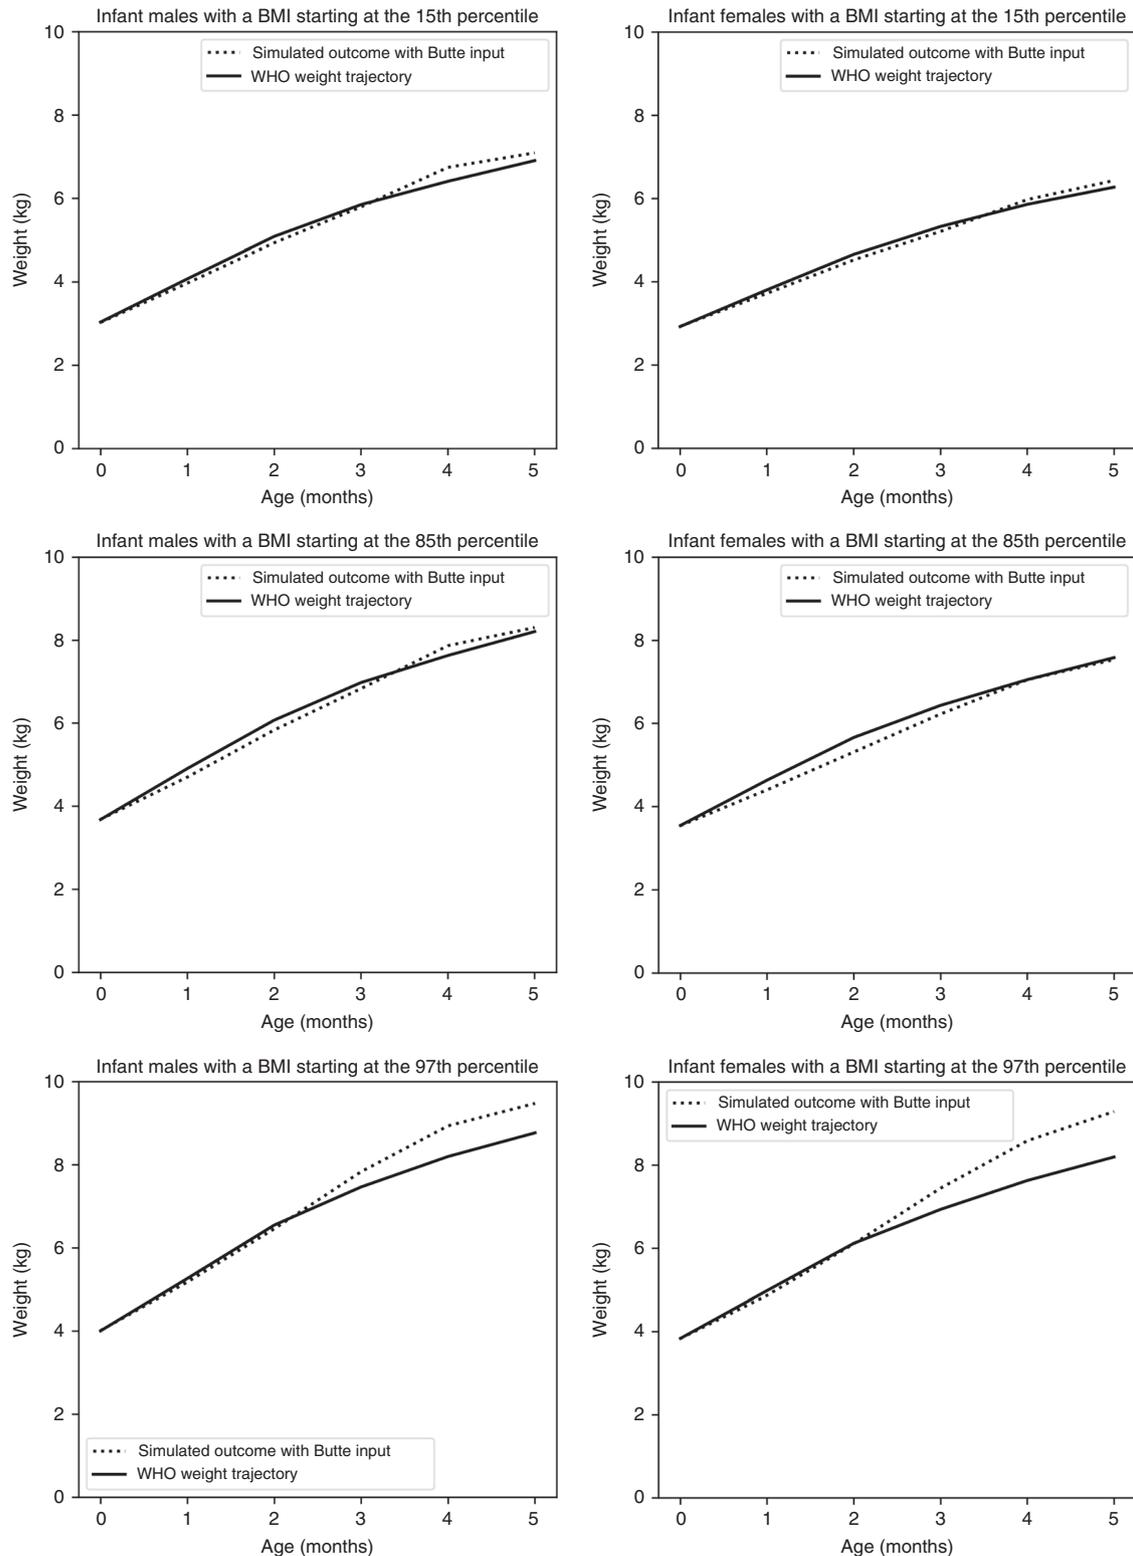 Infant males with a BMI starting at the 15th percentile
10
8
6
4
2
0
Weight (kg)
Simulated outcome with Butte input
WHO weight trajectory
0 1 2 3 4 5
Age (months)
Infant females with a BMI starting at the 15th percentile
10
8
6
4
2
0
Weight (kg)
Simulated outcome with Butte input
WHO weight trajectory
0 1 2 3 4 5
Age (months)
Infant males with a BMI starting at the 85th percentile
10
8
6
4
2
0
Weight (kg)
Simulated outcome with Butte input
WHO weight trajectory
0 1 2 3 4 5
Age (months)
Infant females with a BMI starting at the 85th percentile
10
8
6
4
2
0
Weight (kg)
Simulated outcome with Butte input
WHO weight trajectory
0 1 2 3 4 5
Age (months)
Infant males with a BMI starting at the 97th percentile
10
8
6
4
2
0
Weight (kg)
Simulated outcome with Butte input
WHO weight trajectory
0 1 2 3 4 5
Age (months)
Infant females with a BMI starting at the 97th percentile
10
8
6
4
2
0
Weight (kg)
Simulated outcome with Butte input
WHO weight trajectory
0 1 2 3 4 5
Age (months)